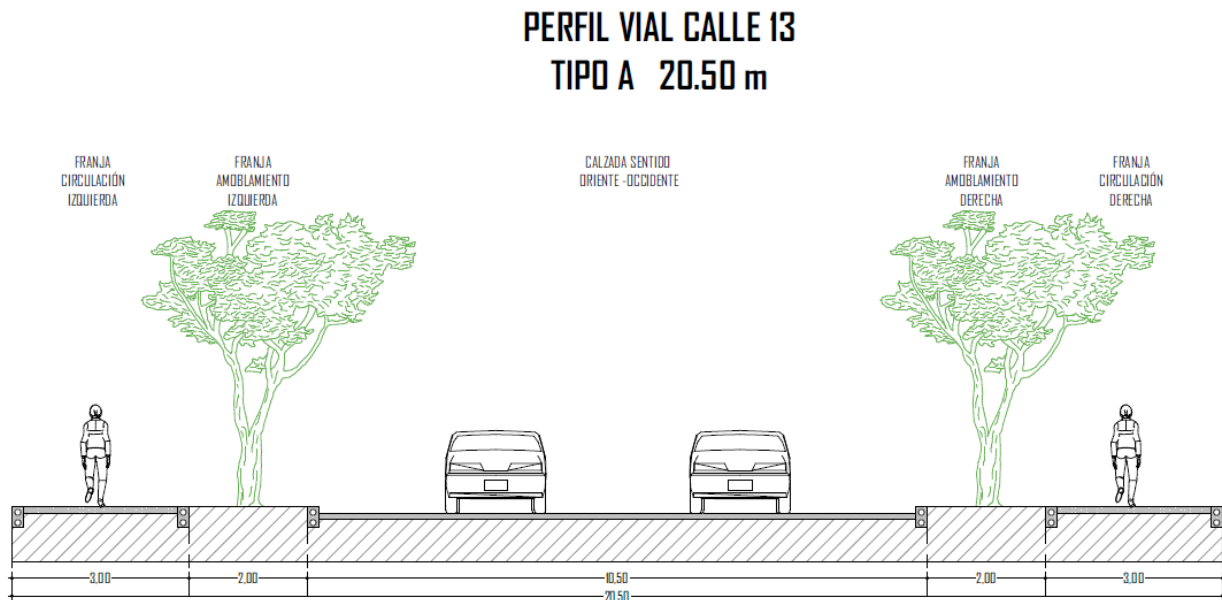 PERFIL VIAL CALLE 13
TIPO A 20.50 m
FRANJA
CIRCULACIÓN
IZQUIERDA
FRANJA
AMOBLAMIENTO
IZQUIERDA
CALZADA SENTIDO
ORIENTE -OCCIDENTE
FRANJA
AMOBLAMIENTO
DERECHA
FRANJA
CIRCULACIÓN
DERECHA
3,00 2,00 10,50 2,00 3,00
20,50